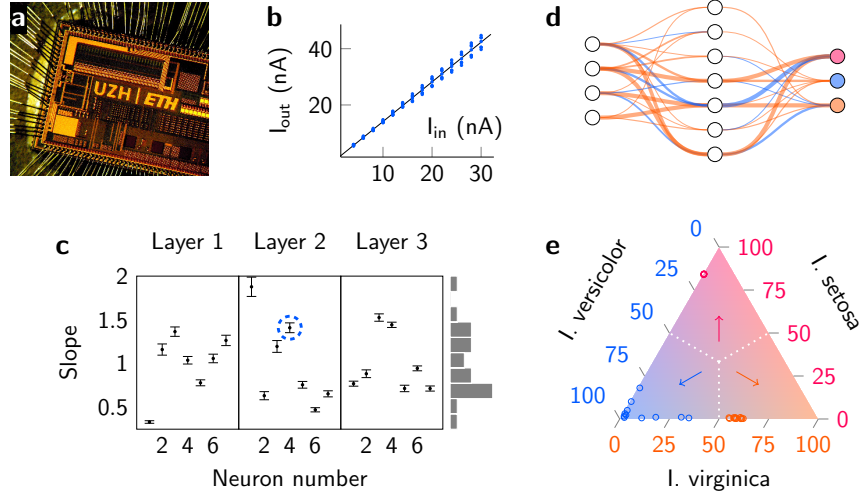 a
UZH | ETH
b
I_out (nA)
40
20
I_in (nA)
10
20
30
d
c
Layer 1
Layer 2
Layer 3
Slope
2
1.5
1
0.5
2
4
6
2
4
6
2
4
6
Neuron number
e
I. versicolor
0
25
50
75
100
I. setosa
100
75
50
25
0
0
25
50
75
100
I. virginica